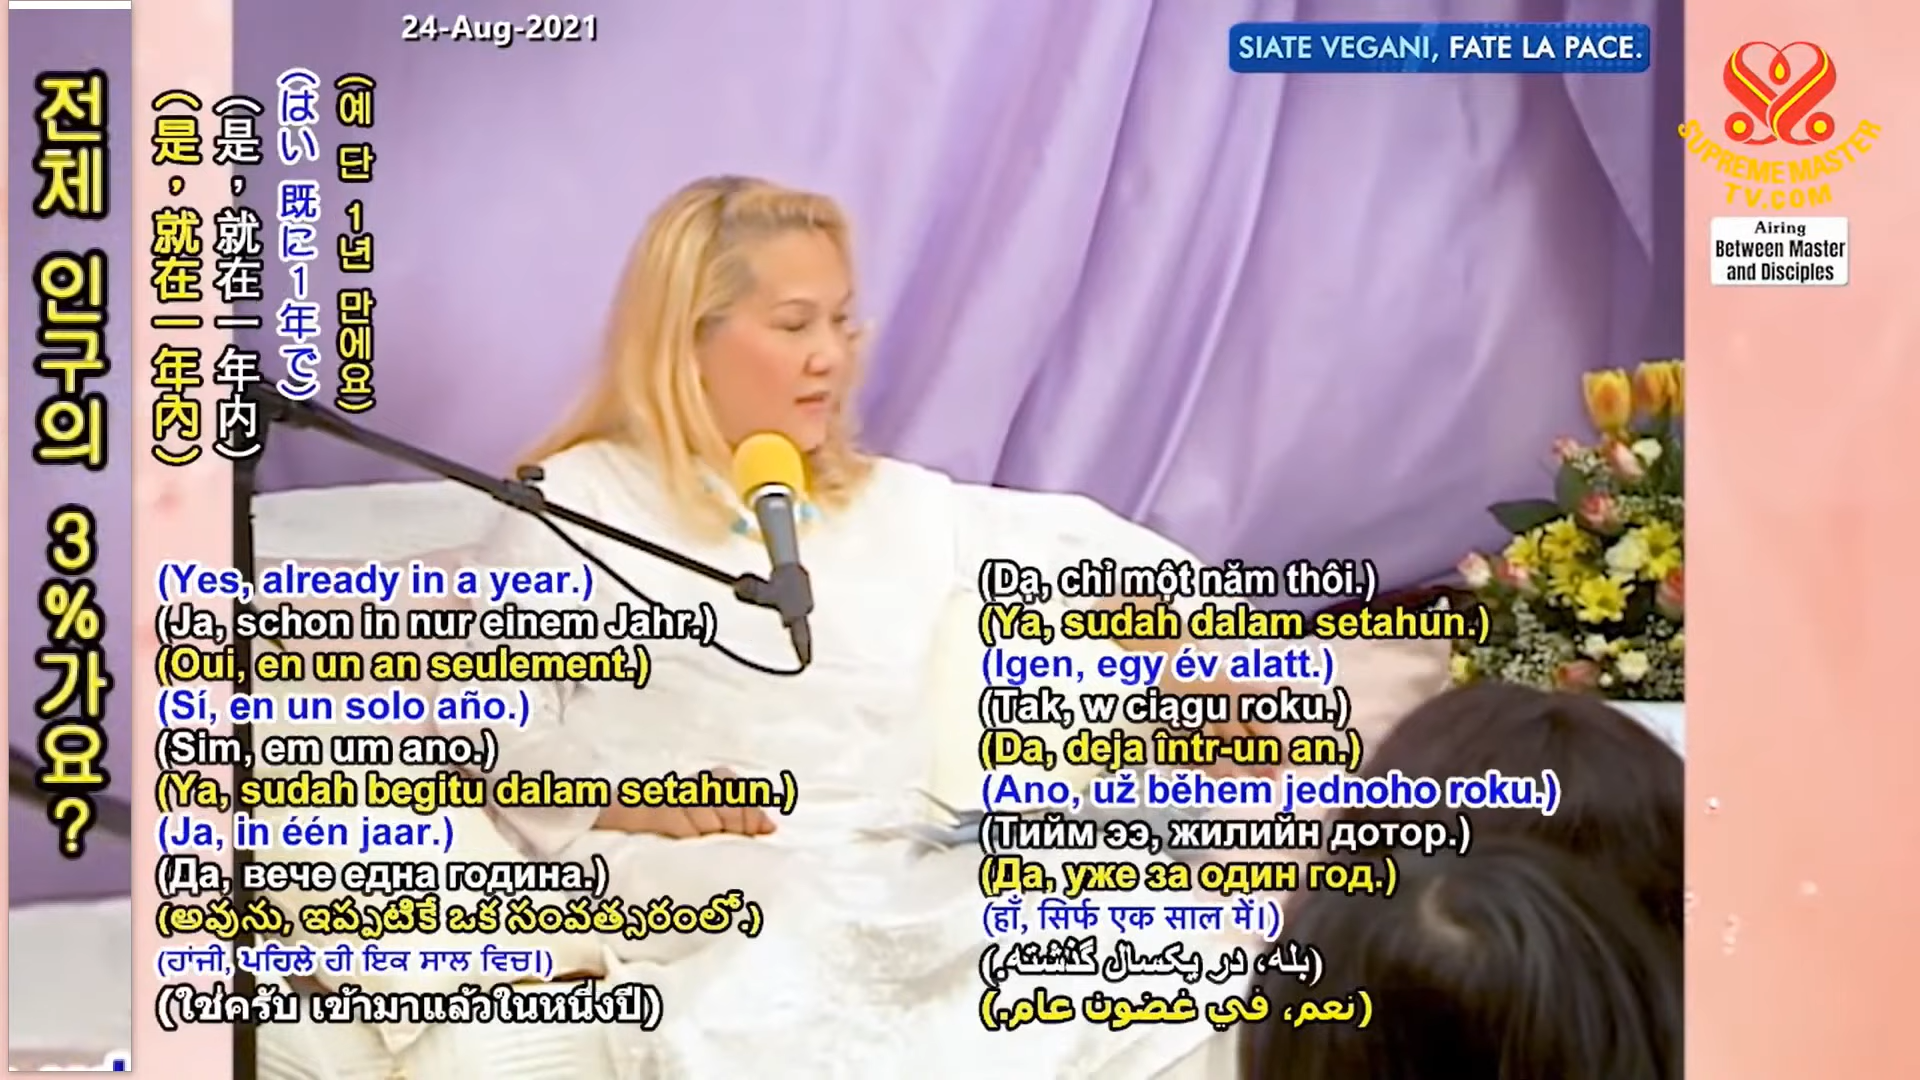 24-Aug-2021
SIATE VEGANI, FATE LA PACE.
SUPREME MASTER
TV.COM
Airing
Between Master
and Disciples
전체 인구의 3%가요?
(是，就在一年內)
(是，就在一年内)
(はい 既に1年で)
(예 단 1년 만에요)
(Yes, already in a year.)
(Ja, schon in nur einem Jahr.)
(Oui, en un an seulement.)
(Sí, en un solo año.)
(Sim, em um ano.)
(Ya, sudah begitu dalam setahun.)
(Ja, in één jaar.)
(Да, вече една година.)
(అవును, ఇప్పటికే ఒక సంవత్సరంలో.)
(ਹਾਂਜੀ, ਪਹਿਲੇ ਹੀ ਇਕ ਸਾਲ ਵਿਚ।)
(ใช่ครับ เข้ามาแล้วในหนึ่งปี)
(Dạ, chỉ một năm thôi.)
(Ya, sudah dalam setahun.)
(Igen, egy év alatt.)
(Tak, w ciągu roku.)
(Da, deja într-un an.)
(Ano, už během jednoho roku.)
(Тийм ээ, жилийн дотор.)
(Да, уже за один год.)
(हाँ, सिर्फ एक साल में।)
(بله، در یکسال گذشته.)
(نعم، في غضون عام.)